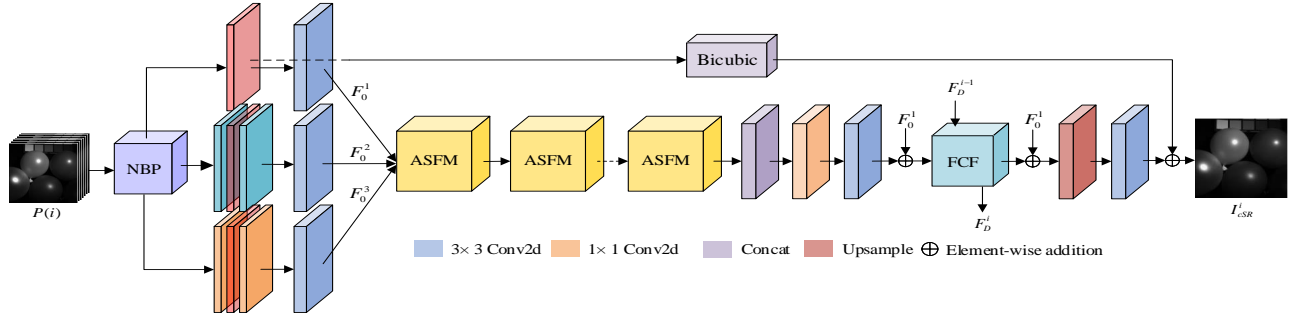 P(i)
NBP
F_0^1
F_0^2
F_0^3
ASFM
ASFM
ASFM
Bicubic
F_0^1
F_D^{i-1}
FCF
F_D^i
F_0^1
I_{cSR}^i
3× 3 Conv2d
1× 1 Conv2d
Concat
Upsample
Element-wise addition